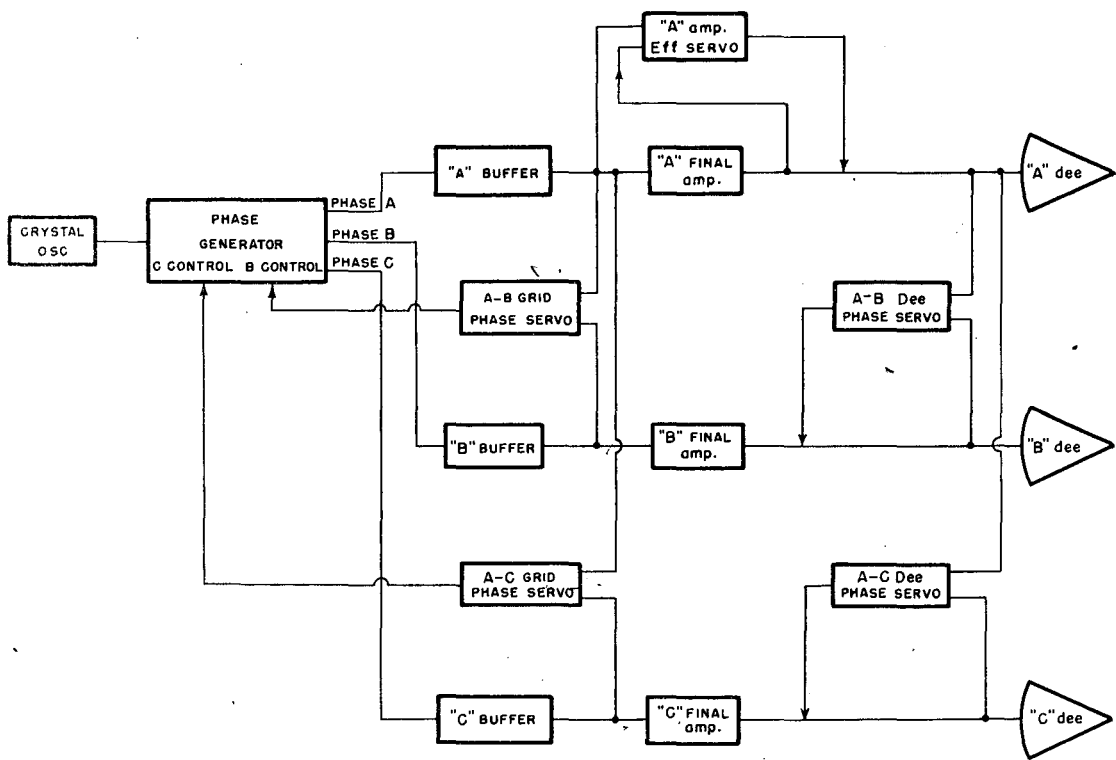 "A" amp.
Eff SERVO
"A" BUFFER
"A" FINAL
amp.
"A" dee
PHASE A
CRYSTAL
OSC
PHASE
GENERATOR
C CONTROL B CONTROL
PHASE B
PHASE C
A-B GRID
PHASE SERVO
A-B Dee
PHASE SERVO
"B" BUFFER
"B" FINAL
amp.
"B" dee
A-C GRID
PHASE SERVO
A-C Dee
PHASE SERVO
"C" BUFFER
"C" FINAL
amp.
"C" dee